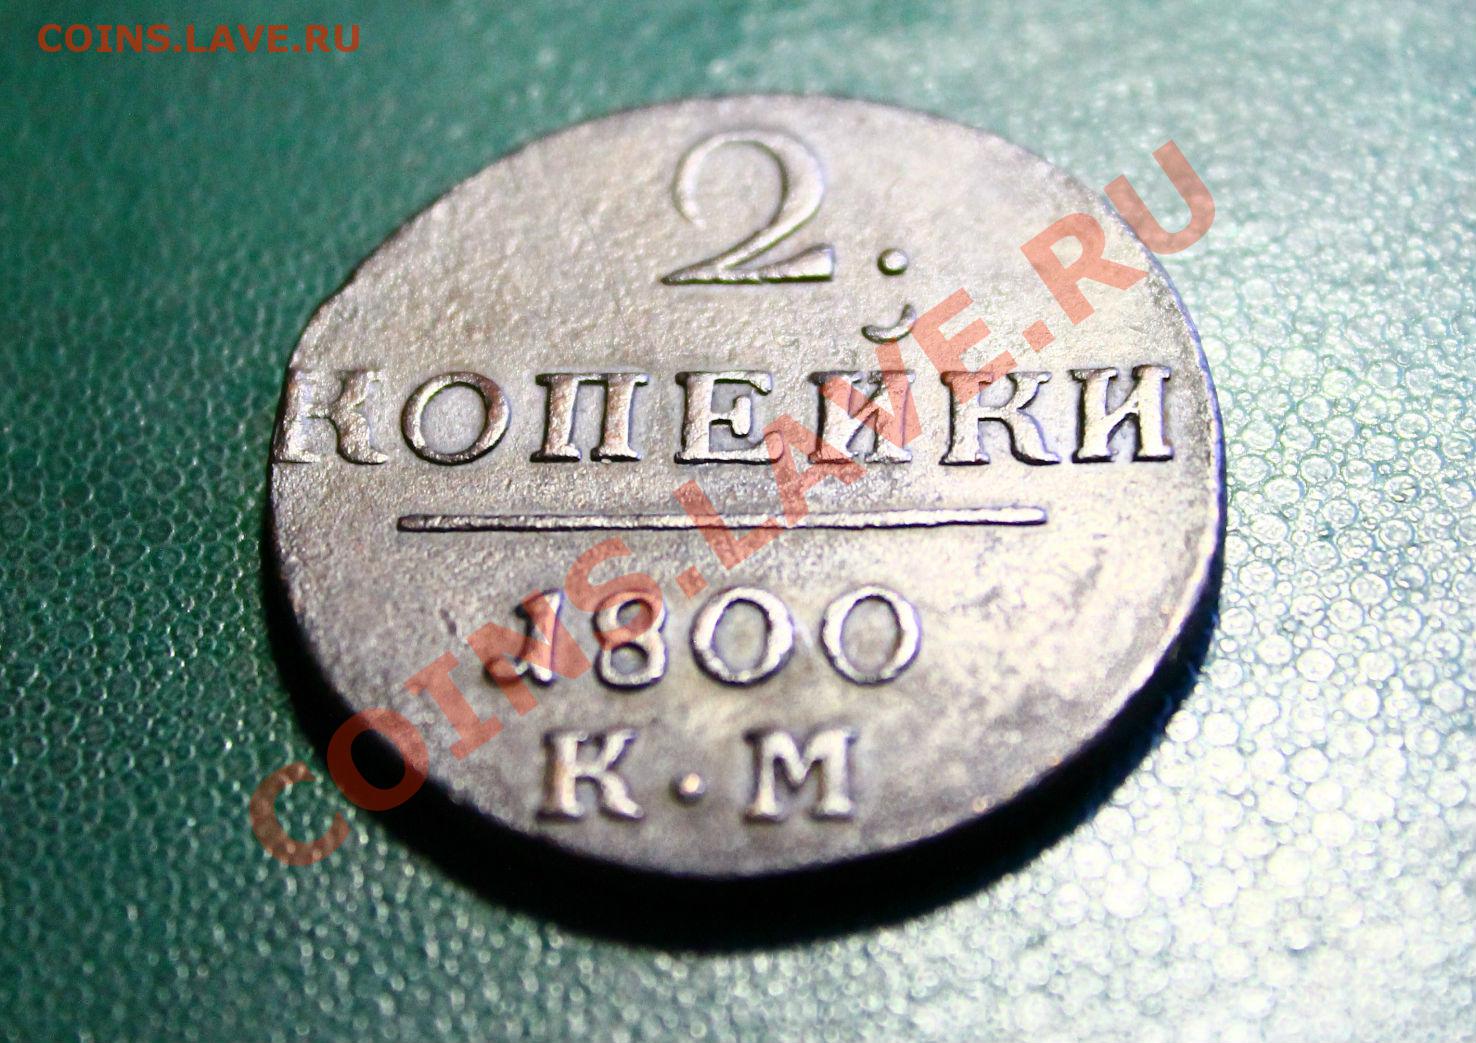 COINS.LAVE.RU
2.
КОПЕЙКИ
1800
К·М
COINS.LAVE.RU